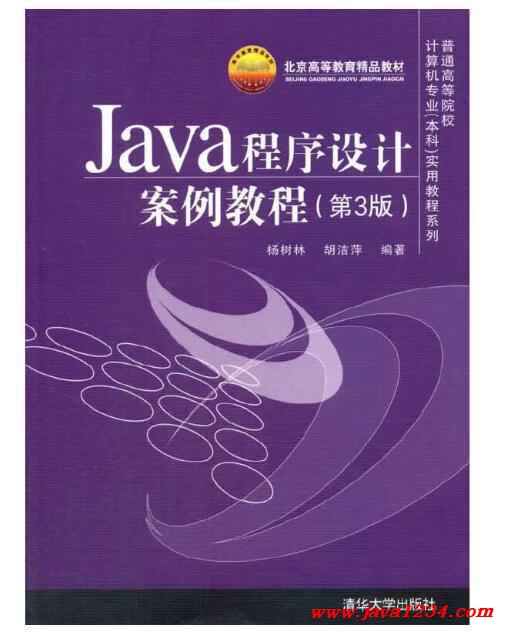 北京高等教育精品教材
BEIJING GAODENG JIAOYU JINGPIN JIAOCAI
普通高等院校
计算机专业(本科)实用教程系列
Java程序设计
案例教程(第3版)
杨树林 胡洁萍 编著
清华大学出版社
www.java1234.com